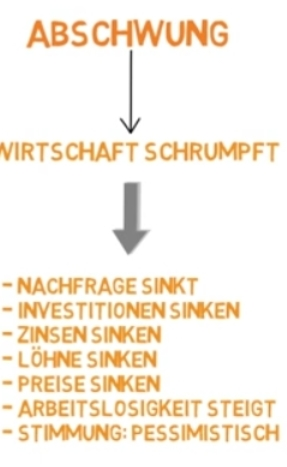 ABSCHWUNG
WIRTSCHAFT SCHRUMPFT
- NACHFRAGE SINKT
- INVESTITIONEN SINKEN
- ZINSEN SINKEN
- LÖHNE SINKEN
- PREISE SINKEN
- ARBEITSLOSIGKEIT STEIGT
- STIMMUNG: PESSIMISTISCH